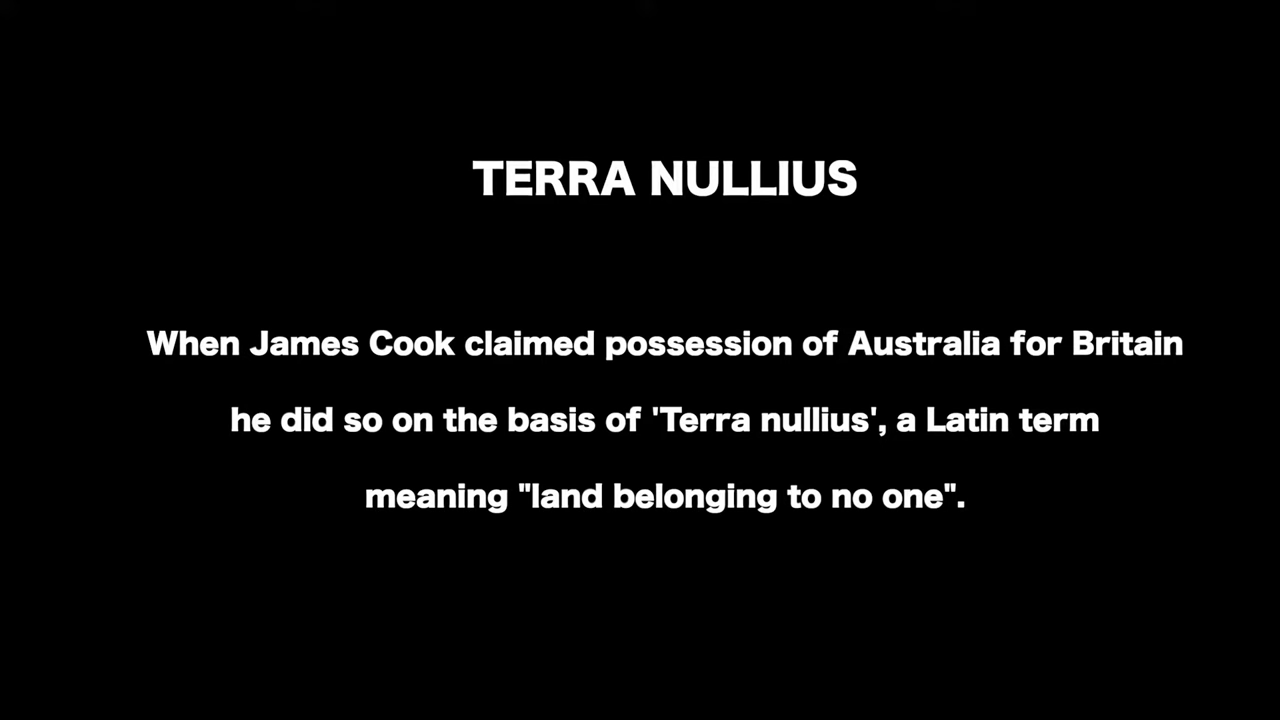 TERRA NULLIUS
When James Cook claimed possession of Australia for Britain
he did so on the basis of 'Terra nullius', a Latin term
meaning "land belonging to no one".